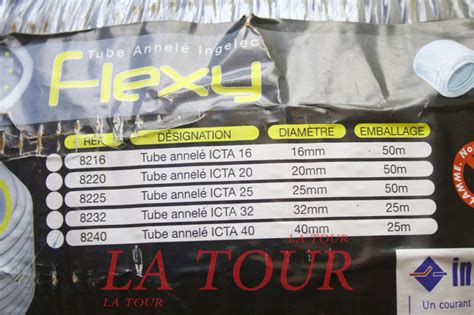 Tube Annelé Ingelec
Flexy
REF. DÉSIGNATION DIAMÈTRE EMBALLAGE
8216 Tube annelé ICTA 16 16mm 50m
8220 Tube annelé ICTA 20 20mm 50m
8225 Tube annelé ICTA 25 25mm 50m
8232 Tube annelé ICTA 32 32mm 25m
8240 Tube annelé ICTA 40 40mm 25m
LA TOUR
LA TOUR
LA TOUR
in
Un courant